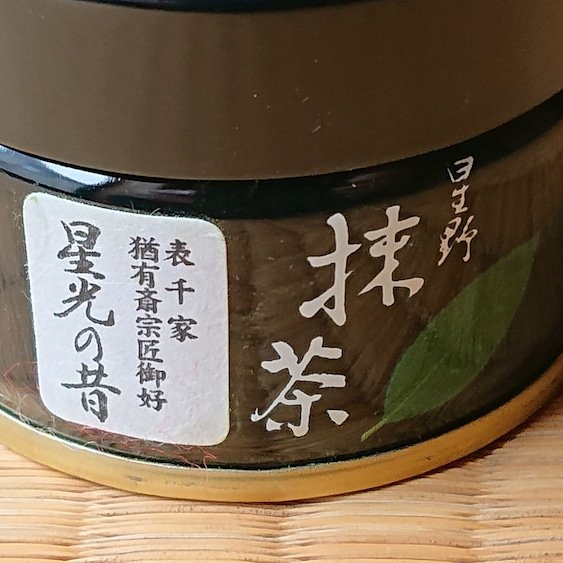 星野
抹茶
表千家
猶有斎宗匠御好
星光の昔